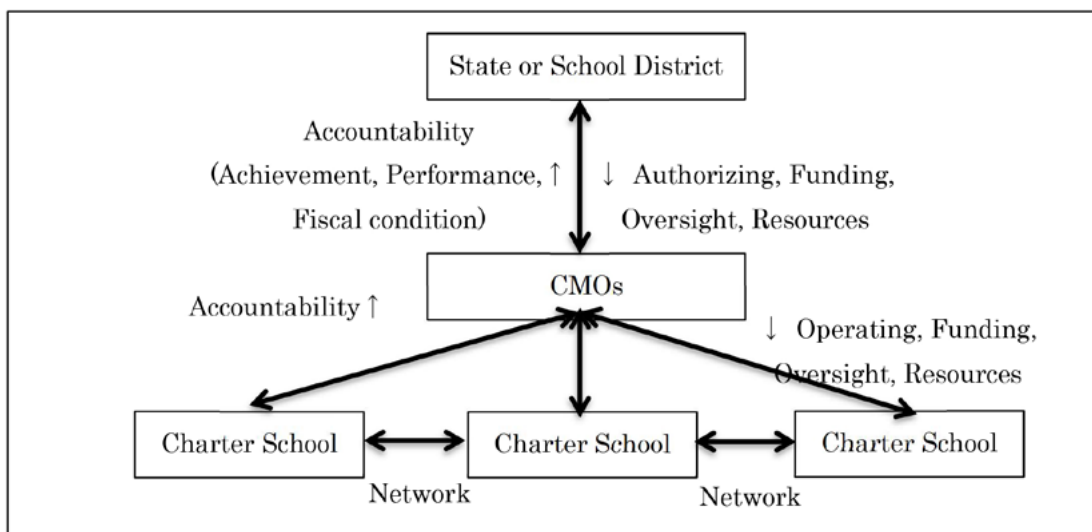 State or School District
Accountability
(Achievement, Performance, ↑
Fiscal condition)
↓ Authorizing, Funding,
Oversight, Resources
CMOs
Accountability ↑
↓ Operating, Funding,
Oversight, Resources
Charter School
Charter School
Charter School
Network
Network